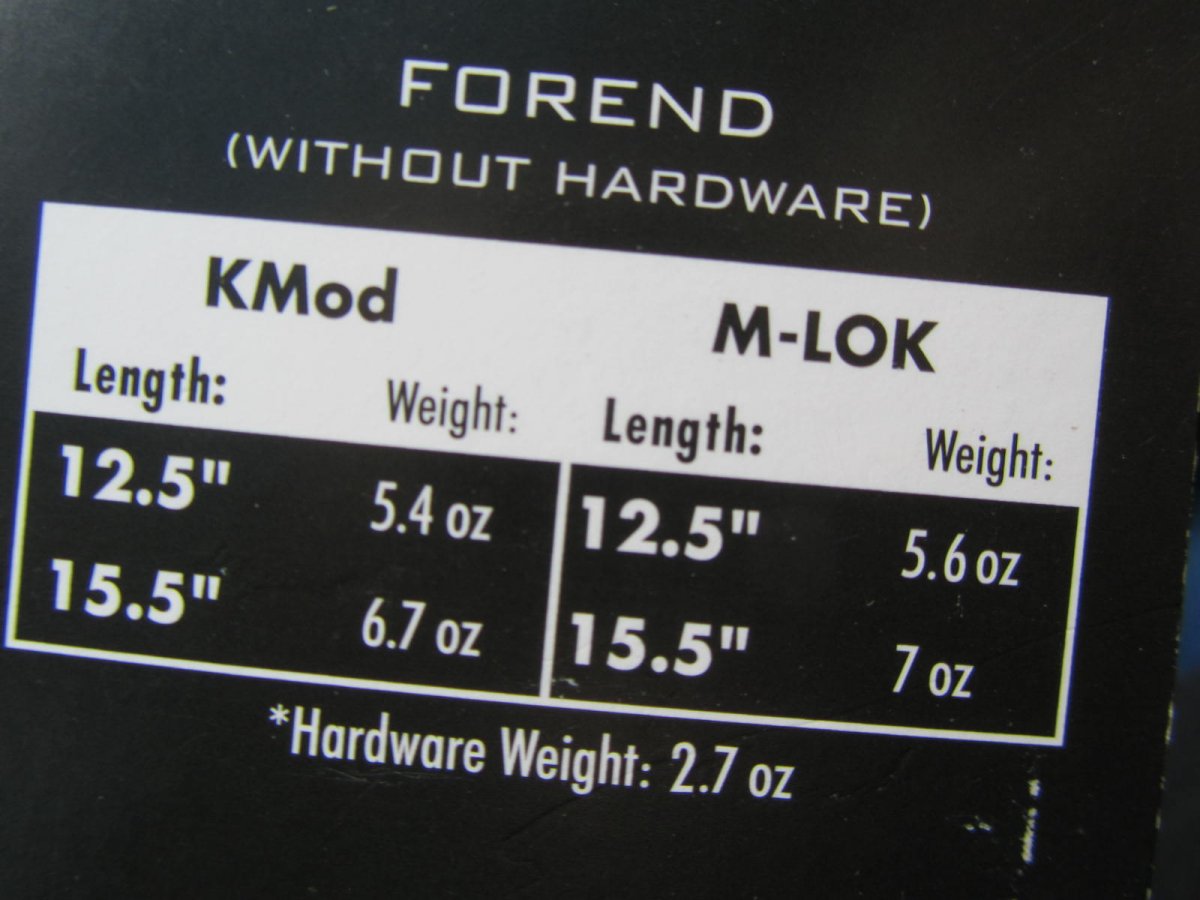 FOREND
(WITHOUT HARDWARE)
KMod M-LOK
Length: Weight: Length: Weight:
12.5" 5.4 oz 12.5" 5.6 oz
15.5" 6.7 oz 15.5" 7 oz
*Hardware Weight: 2.7 oz